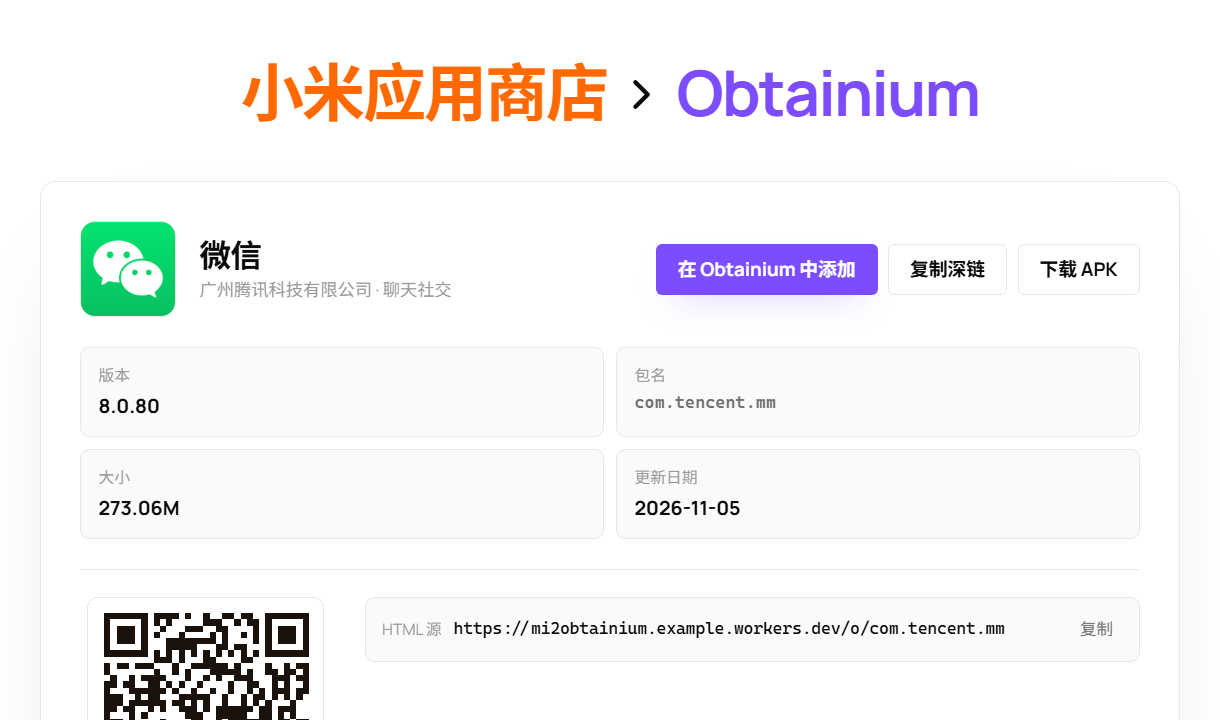 小米应用商店 › Obtainium
微信
广州腾讯科技有限公司 · 聊天社交
在 Obtainium 中添加
复制深链
下载 APK
版本
8.0.80
包名
com.tencent.mm
大小
273.06M
更新日期
2026-11-05
HTML 源 https://mi2obtainium.example.workers.dev/o/com.tencent.mm 复制